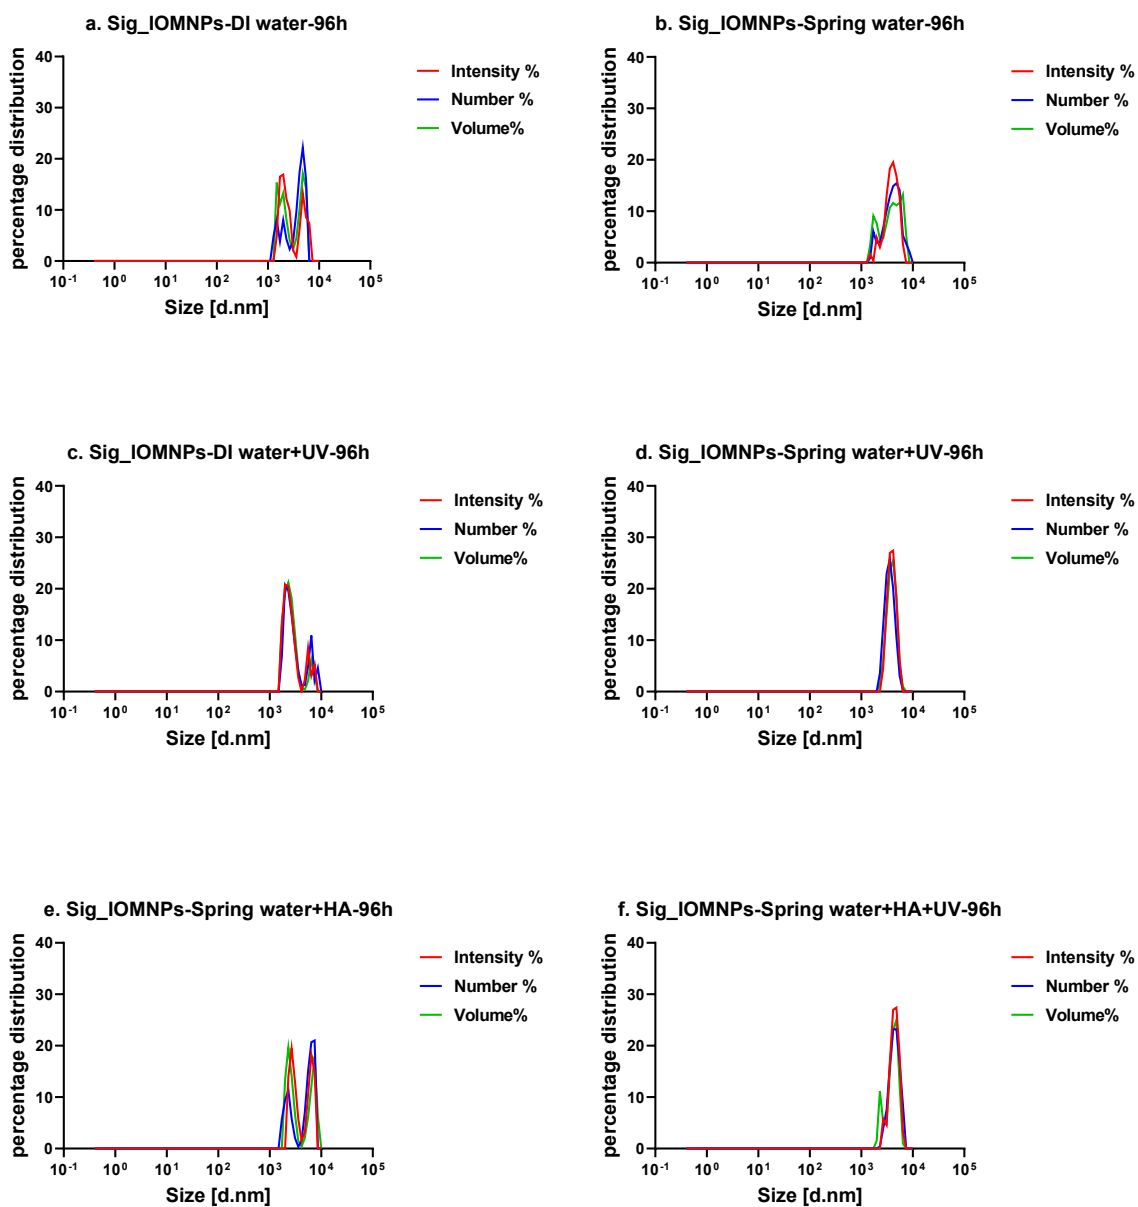 a. Sig_IOMNPs-DI water-96h
percentage distribution
40
30
20
10
0
10-1 100 101 102 103 104 105
Size [d.nm]
Intensity %
Number %
Volume%
b. Sig_IOMNPs-Spring water-96h
percentage distribution
40
30
20
10
0
10-1 100 101 102 103 104 105
Size [d.nm]
Intensity %
Number %
Volume%
c. Sig_IOMNPs-DI water+UV-96h
percentage distribution
40
30
20
10
0
10-1 100 101 102 103 104 105
Size [d.nm]
Intensity %
Number %
Volume%
d. Sig_IOMNPs-Spring water+UV-96h
percentage distribution
40
30
20
10
0
10-1 100 101 102 103 104 105
Size [d.nm]
Intensity %
Number %
Volume%
e. Sig_IOMNPs-Spring water+HA-96h
percentage distribution
40
30
20
10
0
10-1 100 101 102 103 104 105
Size [d.nm]
Intensity %
Number %
Volume%
f. Sig_IOMNPs-Spring water+HA+UV-96h
percentage distribution
40
30
20
10
0
10-1 100 101 102 103 104 105
Size [d.nm]
Intensity %
Number %
Volume%